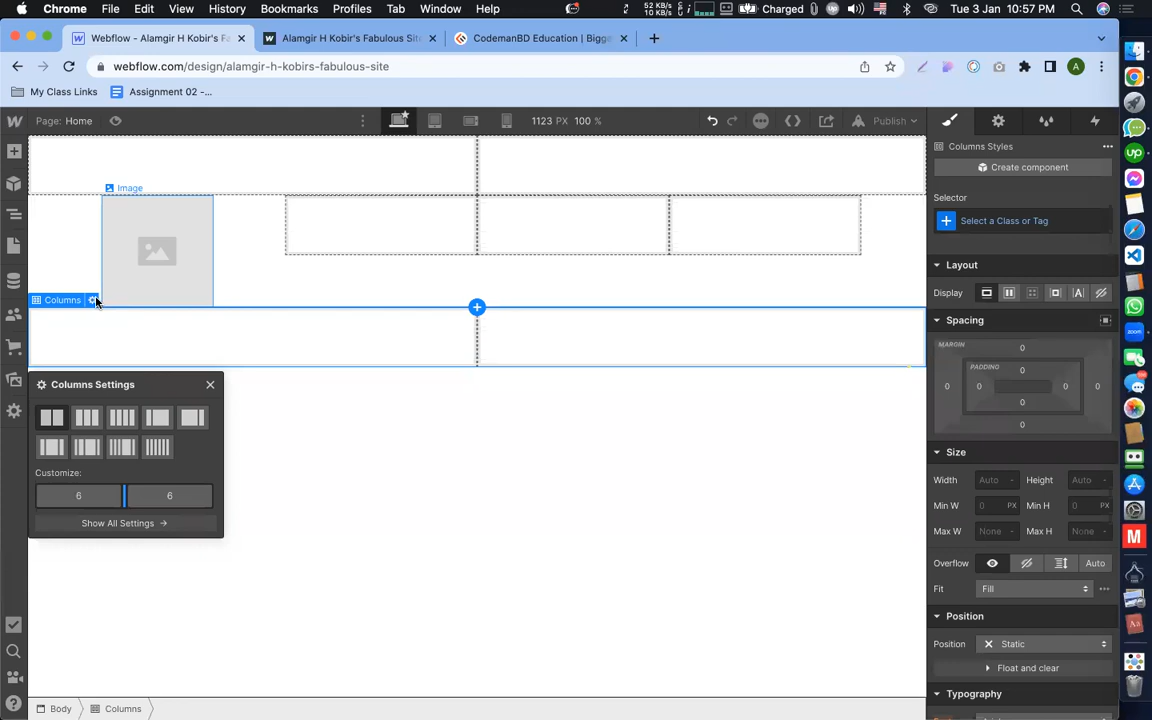 Chrome File Edit View History Bookmarks Profiles Tab Window Help 52 KB/s 10 KB/s Charged Tue 3 Jan 10:57 PM
Webflow - Alamgir H Kobir's Fa
Alamgir H Kobir's Fabulous Site
CodemanBD Education | Bigge
webflow.com/design/alamgir-h-kobirs-fabulous-site
A
My Class Links Assignment 02 -...
Page: Home 1123 PX 100 % Publish
Columns Styles
Create component
Image
Selector
Select a Class or Tag
Layout
Display
Columns
Spacing
MARGIN 0
PADDING 0
0 0 0 0
0
0
Columns Settings
Customize:
6 6
Show All Settings
Size
Width Auto - Height Auto -
Min W 0 PX Min H 0 PX
Max W None - Max H None -
Overflow Auto
Fit Fill
Position
Position Static
Float and clear
Typography
Body Columns